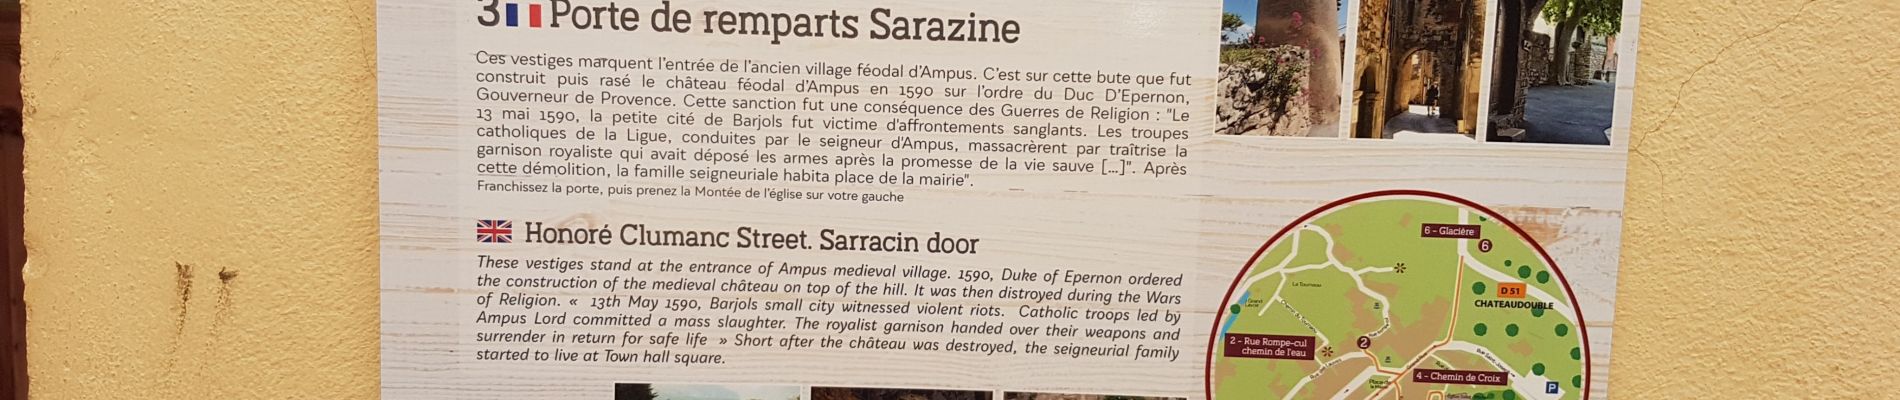 3 Porte de remparts Sarazine
Ces vestiges marquent l'entrée de l'ancien village féodal d'Ampus. C'est sur cette bute que fut
construit puis rasé le château féodal d'Ampus en 1590 sur l'ordre du Duc D'Epernon,
Gouverneur de Provence. Cette sanction fut une conséquence des Guerres de Religion : "Le
13 mai 1590, la petite cité de Barjols fut victime d'affrontements sanglants. Les troupes
catholiques de la Ligue, conduites par le seigneur d'Ampus, massacrèrent par traîtrise la
garnison royaliste qui avait déposé les armes après la promesse de la vie sauve [...]". Après
cette démolition, la famille seigneuriale habita place de la mairie".
Franchissez la porte, puis prenez la Montée de l'église sur votre gauche
Honoré Clumanc Street. Sarracin door
These vestiges stand at the entrance of Ampus medieval village. 1590, Duke of Epernon ordered
the construction of the medieval château on top of the hill. It was then distroyed during the Wars
of Religion. « 13th May 1590, Barjols small city witnessed violent riots. Catholic troops led by
Ampus Lord committed a mass slaughter. The royalist garnison handed over their weapons and
surrender in return for safe life » Short after the château was destroyed, the seigneurial family
started to live at Town hall square.
6 - Glacière
6
D 51
CHATEAUDOUBLE
La Tourneau
2 - Rue Rompe-cul
chemin de l'eau
2
4 - Chemin de Croix
P